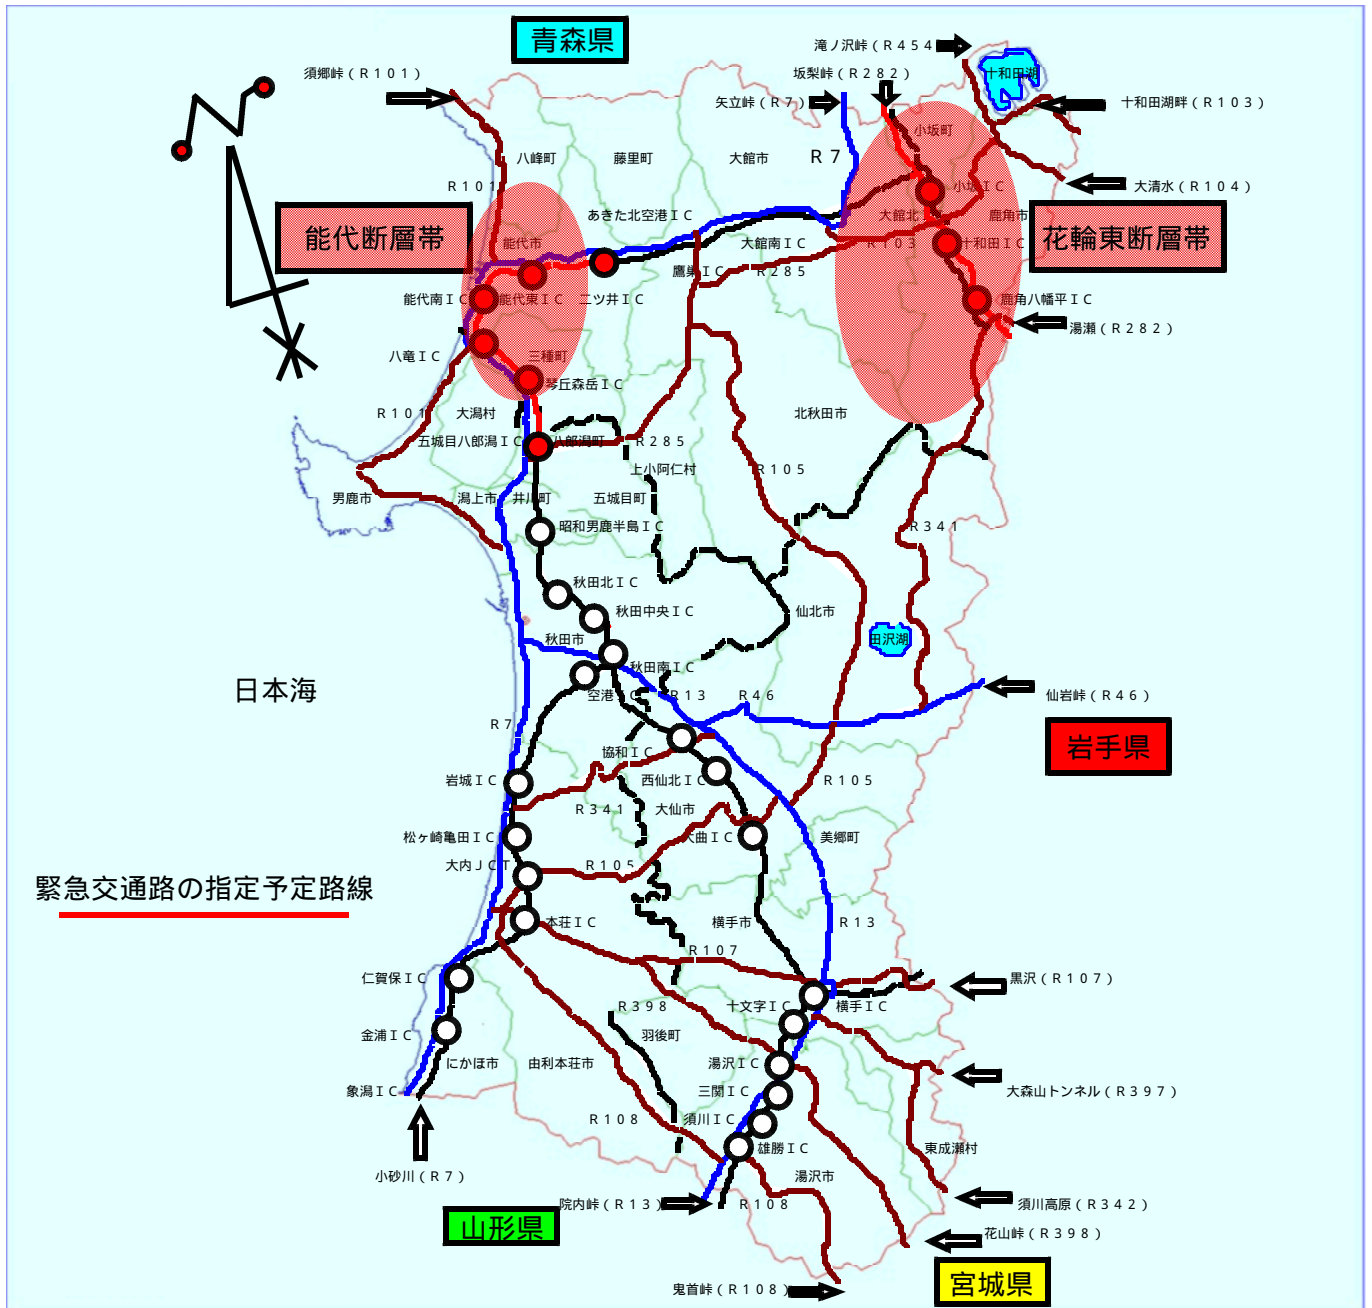 青森県
滝ノ沢峠（Ｒ４５４
須郷峠（Ｒ１０１）
坂梨峠（Ｒ２８２）
十和田湖
矢立峠（Ｒ７）
十和田湖畔（Ｒ１０３）
小坂町
八峰町
藤里町
大館市
Ｒ７
Ｒ１０１
小坂ＩＣ
大清水（Ｒ１０４）
あきた北空港ＩＣ
大館北
鹿角市
能代断層帯
能代市
大館南ＩＣ
Ｒ１０３
十和田ＩＣ
花輪東断層帯
鷹巣ＩＣ
Ｒ２８５
能代南ＩＣ
能代東ＩＣ
二ツ井ＩＣ
鹿角八幡平ＩＣ
湯瀬（Ｒ２８２）
八竜ＩＣ
三種町
琴丘森岳ＩＣ
Ｒ１０１
大潟村
北秋田市
五城目八郎潟ＩＣ
八郎潟町
Ｒ２８５
上小阿仁村
Ｒ１０５
男鹿市
潟上市
井川町
五城目町
昭和男鹿半島ＩＣ
Ｒ３４１
秋田北ＩＣ
秋田中央ＩＣ
仙北市
秋田市
田沢湖
秋田南ＩＣ
日本海
空港ＩＣ
Ｒ１３
Ｒ４６
仙岩峠（Ｒ４６）
Ｒ７
岩手県
協和ＩＣ
岩城ＩＣ
西仙北ＩＣ
Ｒ１０５
Ｒ３４１
大仙市
松ヶ崎亀田ＩＣ
大曲ＩＣ
美郷町
大内ＪＣＴ
Ｒ１０５
緊急交通路の指定予定路線
本荘ＩＣ
横手市
Ｒ１３
Ｒ１０７
仁賀保ＩＣ
黒沢（Ｒ１０７）
Ｒ３９８
十文字ＩＣ
横手ＩＣ
金浦ＩＣ
羽後町
にかほ市
由利本荘市
湯沢ＩＣ
象潟ＩＣ
三関ＩＣ
大森山トンネル（Ｒ３９７）
Ｒ１０８
須川ＩＣ
雄勝ＩＣ
東成瀬村
小砂川（Ｒ７）
湯沢市
院内峠（Ｒ１３）
Ｒ１０８
須川高原（Ｒ３４２）
山形県
花山峠（Ｒ３９８）
鬼首峠（Ｒ１０８）
宮城県